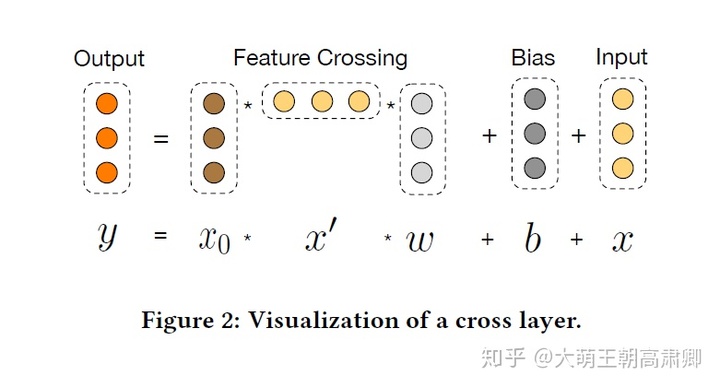 Output Feature Crossing Bias Input
= * * + +
y = x₀ * x′ * w + b + x
Figure 2: Visualization of a cross layer.
知乎 @大萌王朝高肃卿